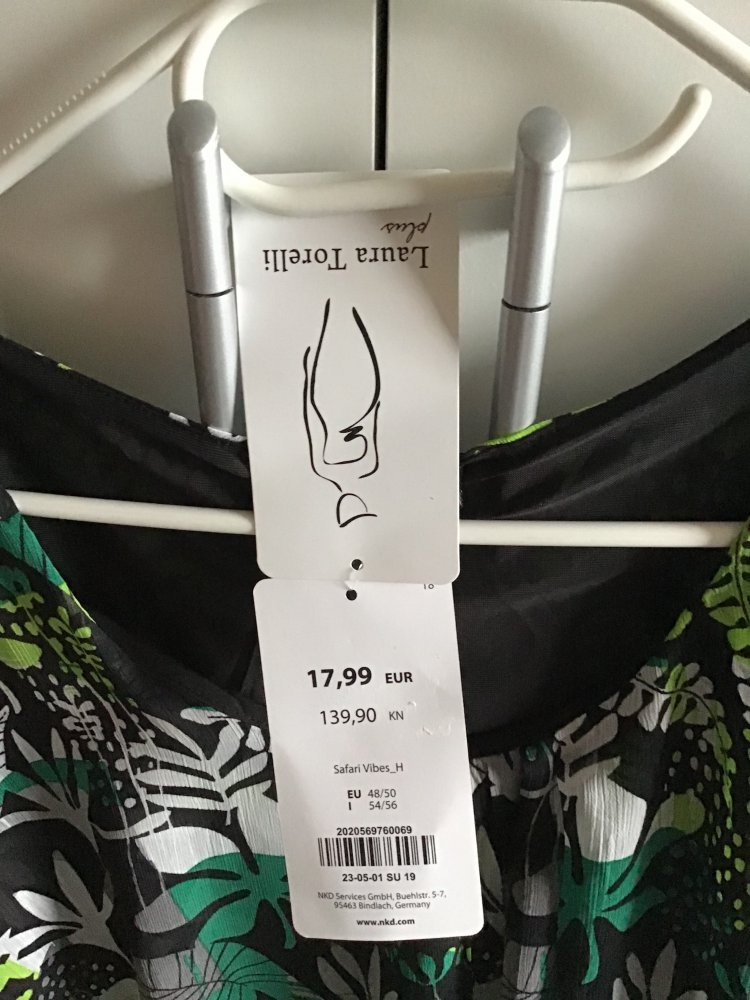 Laura Torelli
plus
17,99 EUR
139,90 KN
Safari Vibes_H
EU 48/50
I 54/56
2020569760069
23-05-01 SU 19
NKD Services GmbH, Buehlstr. 5-7,
95463 Bindlach, Germany
www.nkd.com